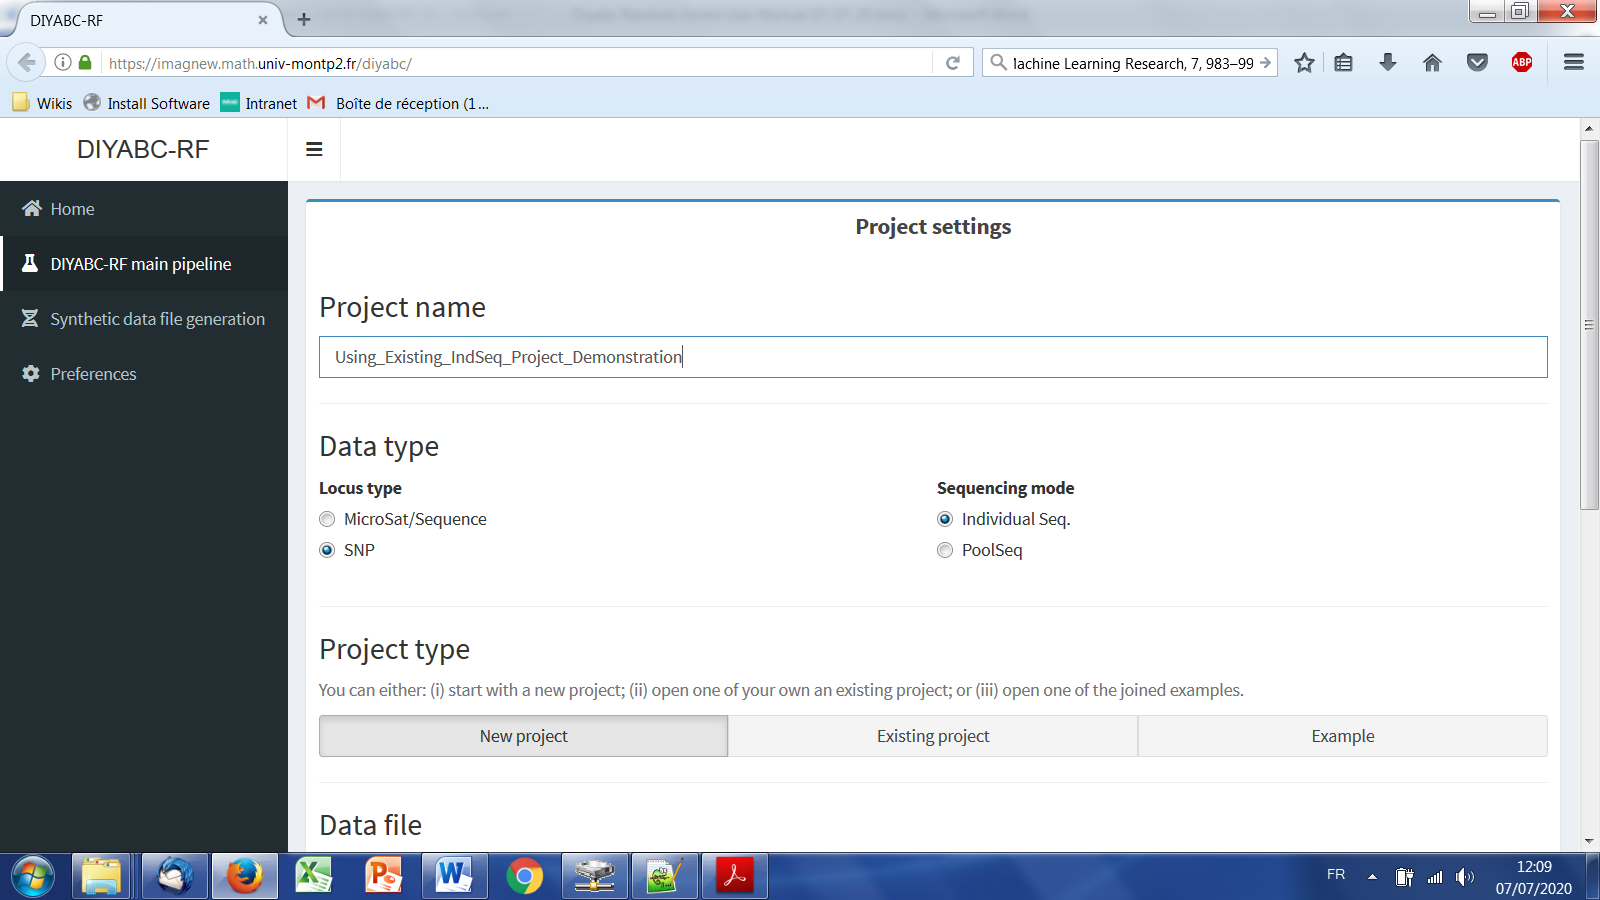 DIYABC-RF
https://imagnew.math.univ-montp2.fr/diyabc/
Machine Learning Research, 7, 983–99
ABP
Wikis
Install Software
Intranet
Boîte de réception (1 ...
DIYABC-RF
Home
DIYABC-RF main pipeline
Synthetic data file generation
Preferences
Project settings
Project name
Using_Existing_IndSeq_Project_Demonstration
Data type
Locus type
Sequencing mode
MicroSat/Sequence
Individual Seq.
SNP
PoolSeq
Project type
You can either: (i) start with a new project; (ii) open one of your own an existing project; or (iii) open one of the joined examples.
New project
Existing project
Example
Data file
FR
12:09
07/07/2020